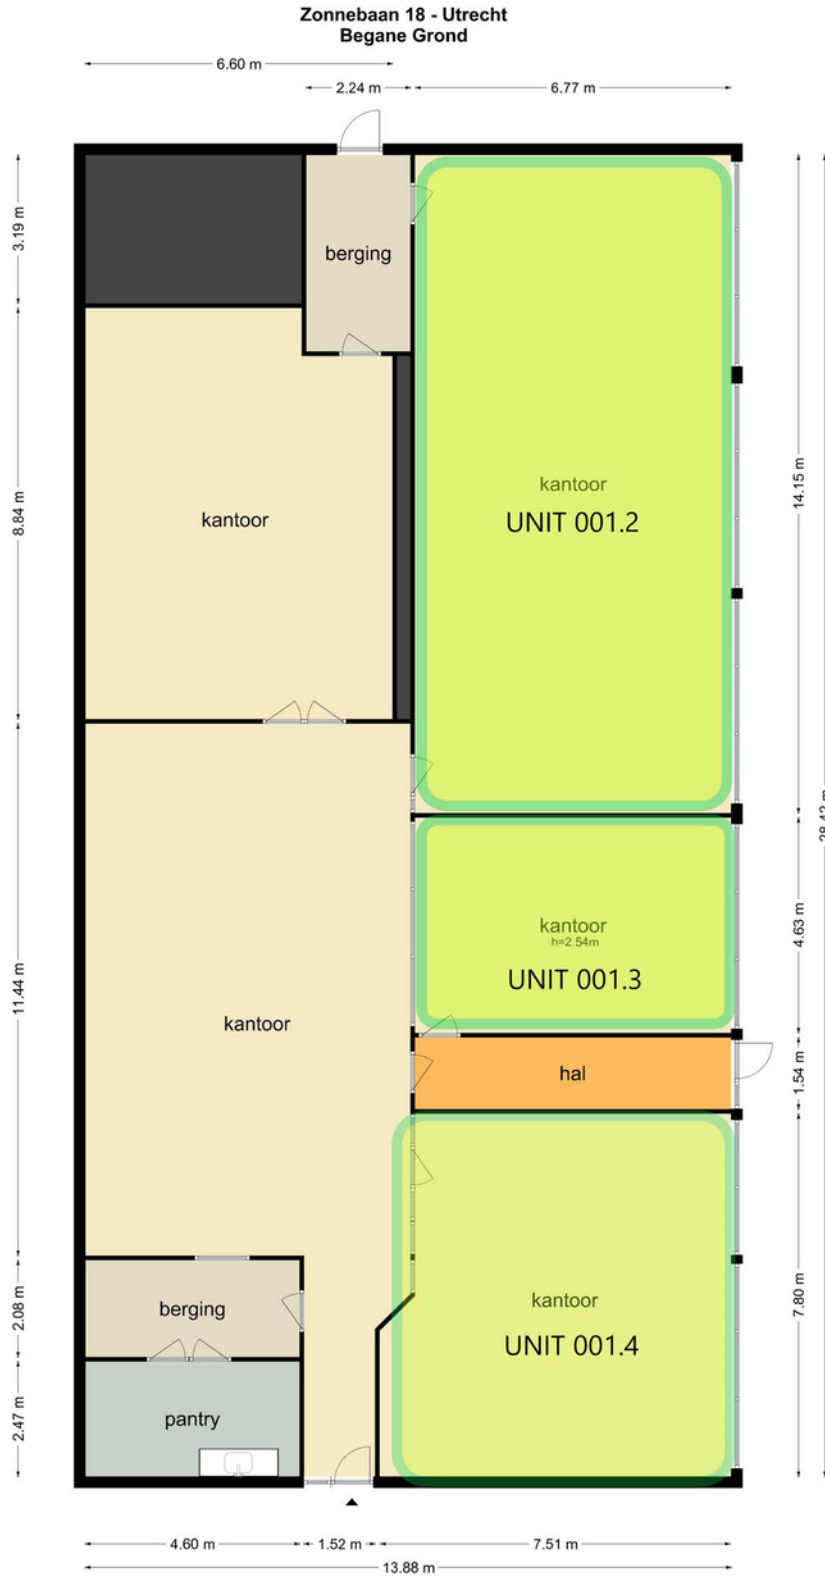 Zonnebaan 18 - Utrecht
Begane Grond
6.60 m
2.24 m
6.77 m
3.19 m
berging
8.84 m
kantoor
kantoor
UNIT 001.2
14.15 m
28.42 m
kantoor
h=2.54m
UNIT 001.3
4.63 m
11.44 m
kantoor
hal
1.54 m
2.08 m
berging
kantoor
UNIT 001.4
7.80 m
2.47 m
pantry
4.60 m
1.52 m
7.51 m
13.88 m